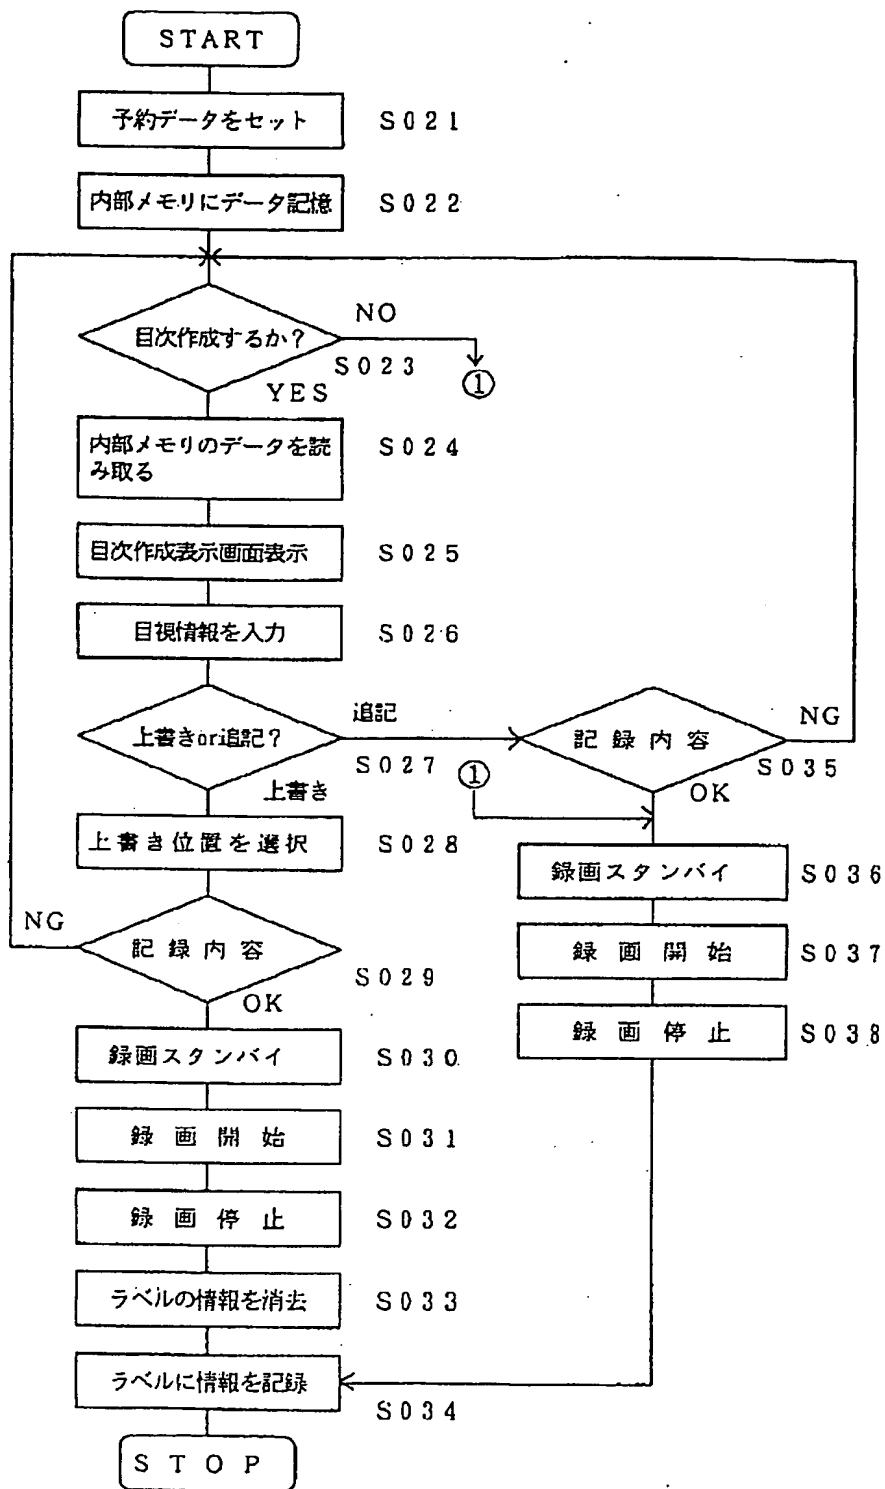 START
予約データをセット
S021
内部メモリにデータ記憶
S022
目次作成するか?
NO
S023
YES
①
内部メモリのデータを読
み取る
S024
目次作成表示画面表示
S025
目視情報を入力
S026
上書きor追記?
追記
S027
上書き
記録内容
NG
S035
OK
①
上書き位置を選択
S028
録画スタンバイ
S036
NG
記録内容
S029
OK
録画開始
S037
録画停止
S038
録画スタンバイ
S030
録画開始
S031
録画停止
S032
ラベルの情報を消去
S033
ラベルに情報を記録
S034
STOP